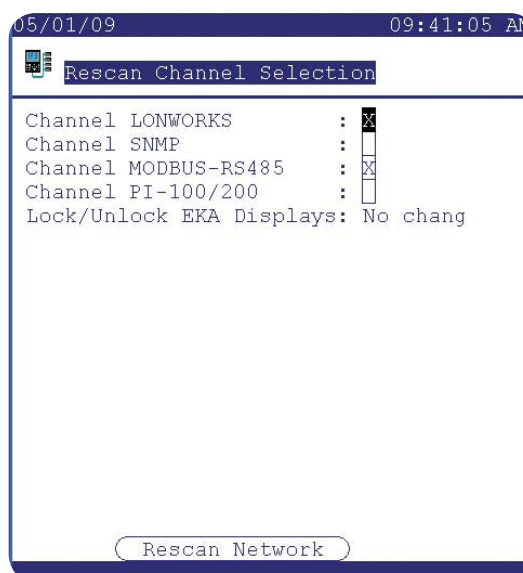 05/01/09 09:41:05 AM
Rescan Channel Selection
Channel LONWORKS : X
Channel SNMP :
Channel MODBUS-RS485 : X
Channel PI-100/200 :
Lock/Unlock EKA Displays: No chang
Rescan Network